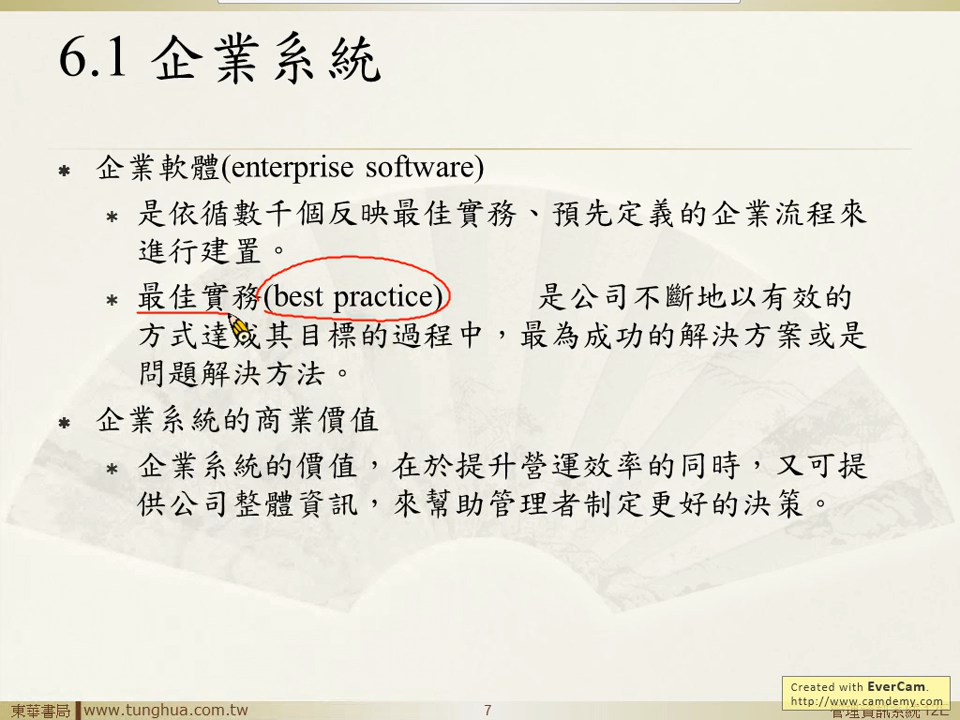 6.1 企業系統
* 企業軟體(enterprise software)
* 是依循數千個反映最佳實務、預先定義的企業流程來
進行建置。
* 最佳實務(best practice) 是公司不斷地以有效的
方式達成其目標的過程中，最為成功的解決方案或是
問題解決方法。
* 企業系統的商業價值
* 企業系統的價值，在於提升營運效率的同時，又可提
供公司整體資訊，來幫助管理者制定更好的決策。
Created with EverCam.
http://www.camdemy.com
東華書局 www.tunghua.com.tw 7 管理資訊系統 12E